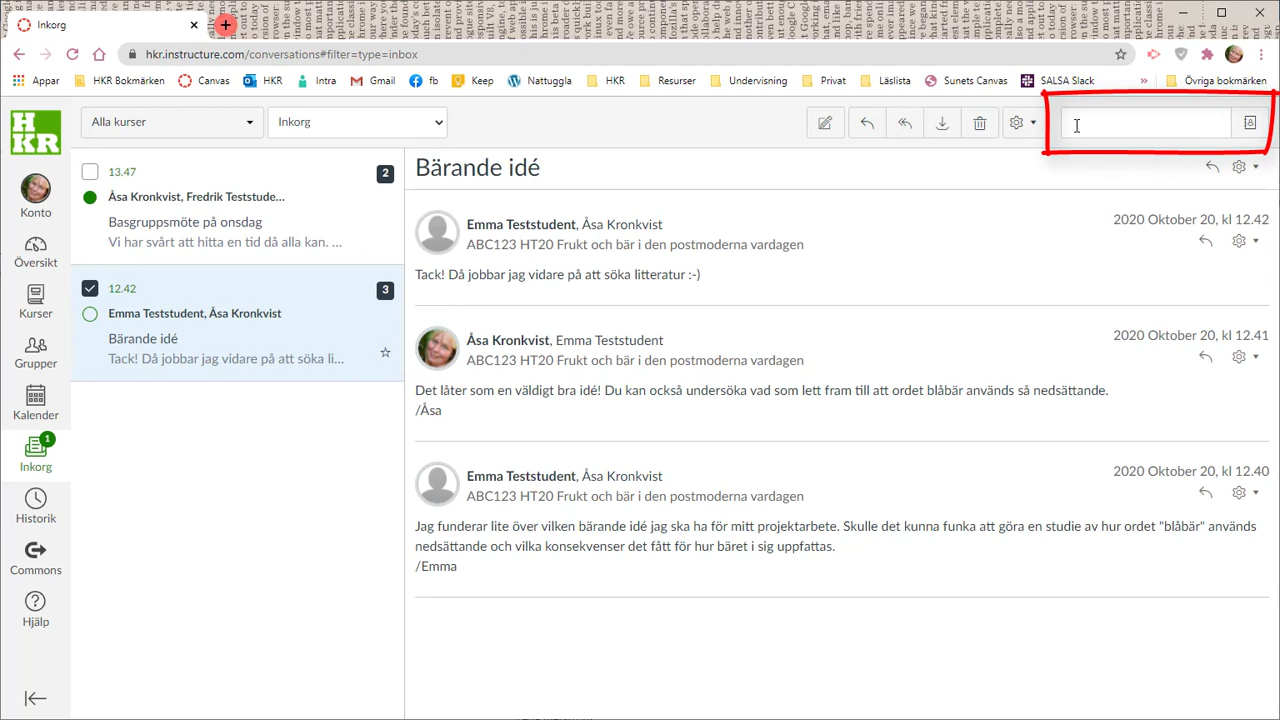 Inkorg
hkr.instructure.com/conversations#filter=type=inbox
Appar
HKR Bokmärken
Canvas
HKR
Intra
Gmail
fb
Keep
Nattuggla
HKR
Resurser
Undervisning
Privat
Läslista
Sunets Canvas
SALSA Slack
»
Övriga bokmärken
HKR
Konto
Översikt
Kurser
Grupper
Kalender
1
Inkorg
Historik
Commons
Hjälp
Alla kurser
Inkorg
13.47
2
Åsa Kronkvist, Fredrik Teststude...
Basgruppsmöte på onsdag
Vi har svårt att hitta en tid då alla kan. ...
12.42
3
Emma Teststudent, Åsa Kronkvist
Bärande idé
Tack! Då jobbar jag vidare på att söka li...
Bärande idé
Emma Teststudent, Åsa Kronkvist
2020 Oktober 20, kl 12.42
ABC123 HT20 Frukt och bär i den postmoderna vardagen
Tack! Då jobbar jag vidare på att söka litteratur :-)
Åsa Kronkvist, Emma Teststudent
2020 Oktober 20, kl 12.41
ABC123 HT20 Frukt och bär i den postmoderna vardagen
Det låter som en väldigt bra idé! Du kan också undersöka vad som lett fram till att ordet blåbär används så nedsättande.
/Åsa
Emma Teststudent, Åsa Kronkvist
2020 Oktober 20, kl 12.40
ABC123 HT20 Frukt och bär i den postmoderna vardagen
Jag funderar lite över vilken bärande idé jag ska ha för mitt projektarbete. Skulle det kunna funka att göra en studie av hur ordet "blåbär" används
nedsättande och vilka konsekvenser det fått för hur bäret i sig uppfattas.
/Emma